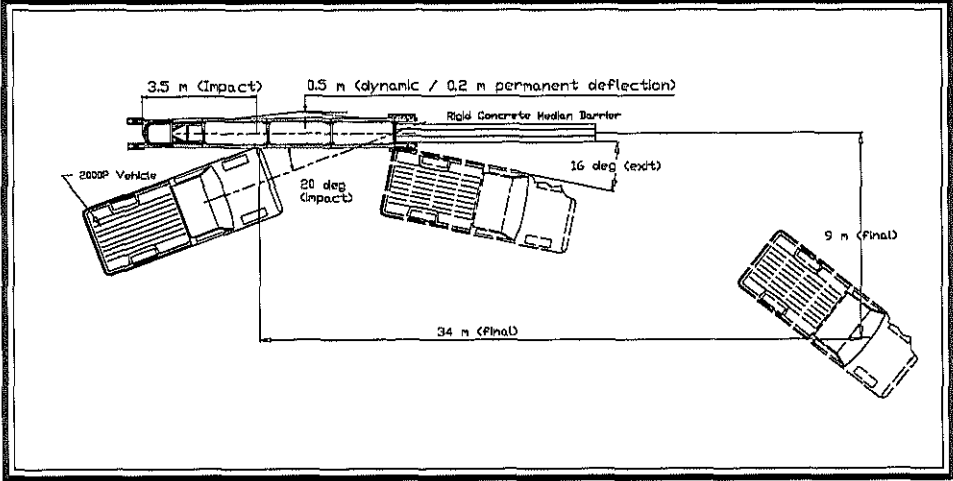 3.5 m (Impact)
0.5 m (dynamic / 0.2 m permanent deflection)
Rigid Concrete Median Barrier
16 deg (exit)
2000P Vehicle
20 deg
(impact)
9 m (final)
34 m (final)